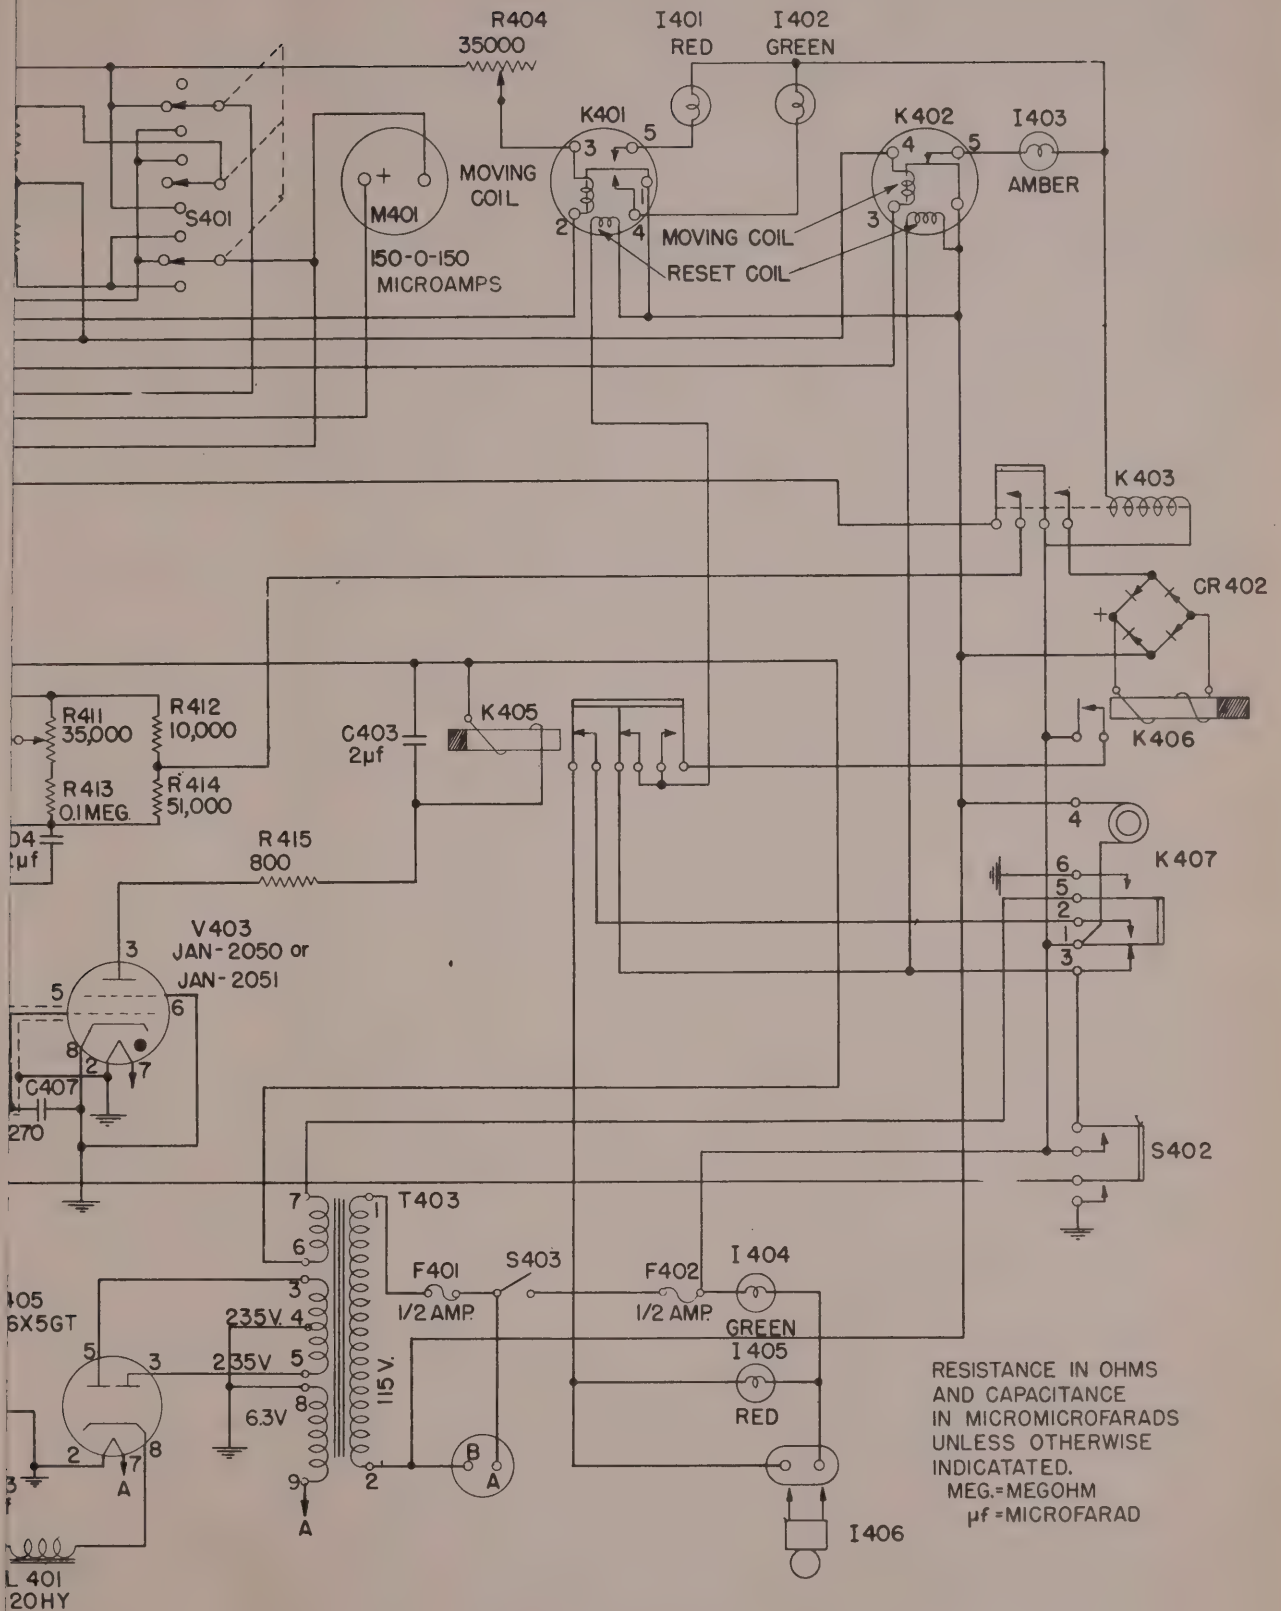 R404
35000
I401
RED
I402
GREEN
K401
3
5
2
1
4
K402
4
5
3
I403
AMBER
MOVING
COIL
S401
+
M401
150-0-150
MICROAMPS
MOVING COIL
RESET COIL
K403
CR402
+
R411
35,000
R412
10,000
C403
2µf
K405
K406
R413
0.1MEG.
R414
51,000
04
µf
R415
800
4
K407
6
5
2
1
3
V403
JAN-2050 or
JAN-2051
3
5
6
8
2
7
C407
270
S402
7
T403
1
6
3
F401
1/2 AMP.
S403
F402
1/2 AMP.
I404
GREEN
405
6X5GT
235V.
4
5
3
235V
5
8
6.3V
115 V.
I405
RED
2
7
8
A
9
A
2
B
A
I406
L 401
20HY
RESISTANCE IN OHMS
AND CAPACITANCE
IN MICROMICROFARADS
UNLESS OTHERWISE
INDICATATED.
MEG.=MEGOHM
µf =MICROFARAD